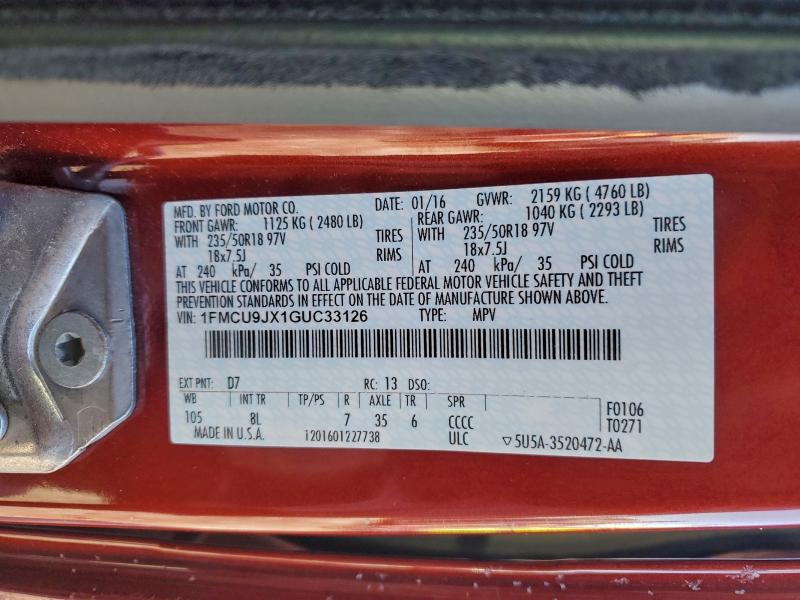 MFD. BY FORD MOTOR CO. DATE: 01/16 GVWR: 2159 KG ( 4760 LB)
FRONT GAWR: 1125 KG ( 2480 LB) REAR GAWR: 1040 KG ( 2293 LB)
WITH 235/50R18 97V TIRES WITH 235/50R18 97V TIRES
18x7.5J RIMS 18x7.5J RIMS
AT 240 kPa/ 35 PSI COLD AT 240 kPa/ 35 PSI COLD
THIS VEHICLE CONFORMS TO ALL APPLICABLE FEDERAL MOTOR VEHICLE SAFETY AND THEFT
PREVENTION STANDARDS IN EFFECT ON THE DATE OF MANUFACTURE SHOWN ABOVE.
VIN: 1FMCU9JX1GUC33126 TYPE: MPV
EXT PNT: D7 RC: 13 DSO:
WB INT TR TP/PS R AXLE TR SPR
105 8L 7 35 6 CCCC
F0106
T0271
MADE IN U.S.A. 1201601227738 ULC ▽5U5A-3520472-AA